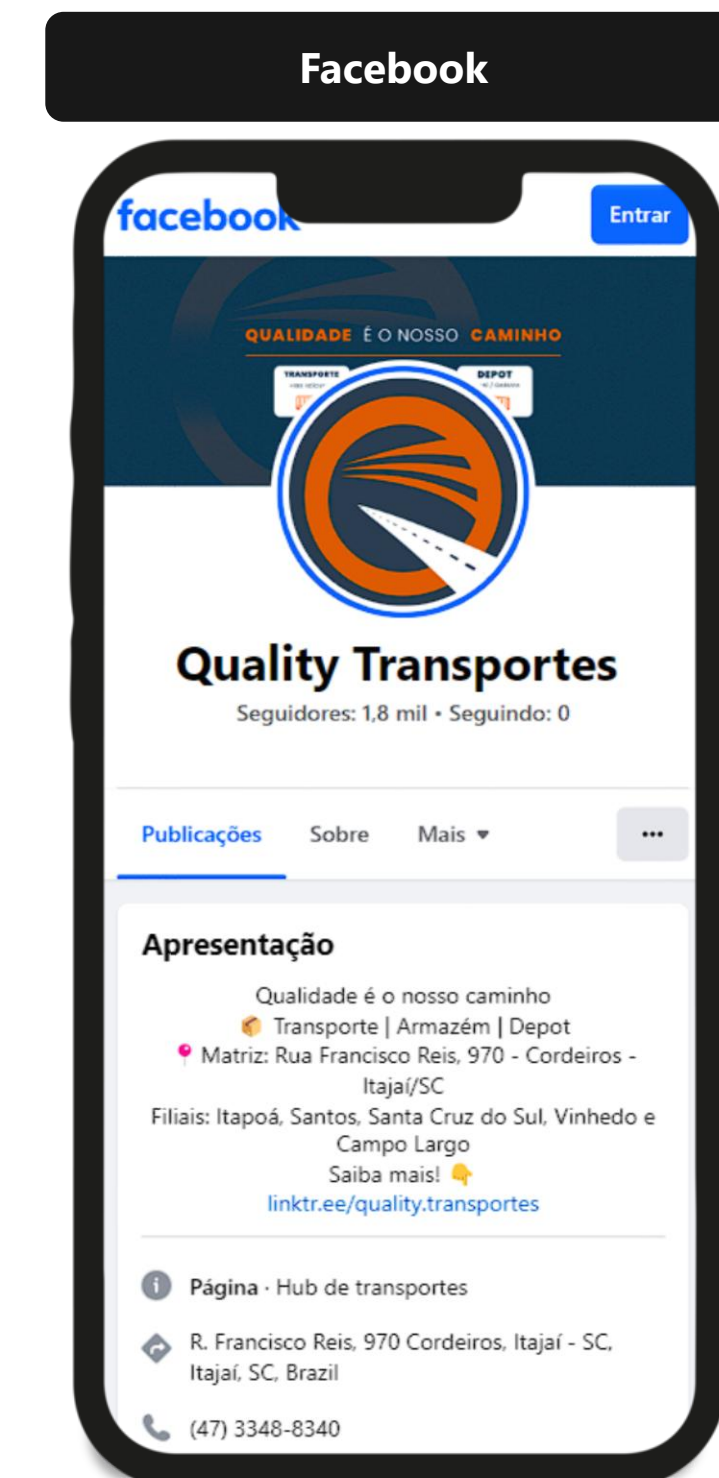 Facebook
facebook
Entrar
QUALIDADE É O NOSSO CAMINHO
TRANSPORTE
DEPOT
Quality Transportes
Seguidores: 1,8 mil • Seguindo: 0
Publicações Sobre Mais
Apresentação
Qualidade é o nosso caminho
📦 Transporte | Armazém | Depot
📍 Matriz: Rua Francisco Reis, 970 - Cordeiros -
Itajaí/SC
Filiais: Itapoá, Santos, Santa Cruz do Sul, Vinhedo e
Campo Largo
Saiba mais! 👇
linktr.ee/quality.transportes
Página · Hub de transportes
R. Francisco Reis, 970 Cordeiros, Itajaí - SC,
Itajaí, SC, Brazil
(47) 3348-8340